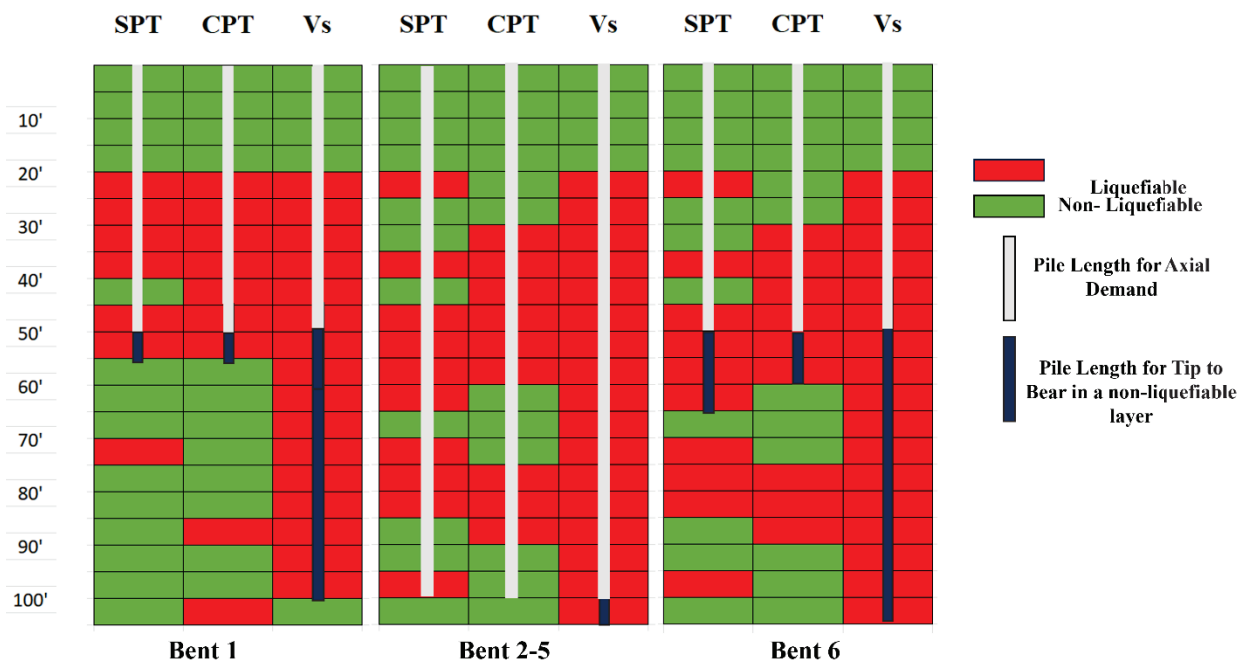 SPT CPT Vs SPT CPT Vs SPT CPT Vs
10'
20'
30'
40'
50'
60'
70'
80'
90'
100'
Liquefiable
Non- Liquefiable
Pile Length for Axial
Demand
Pile Length for Tip to
Bear in a non-liquefiable
layer
Bent 1 Bent 2-5 Bent 6